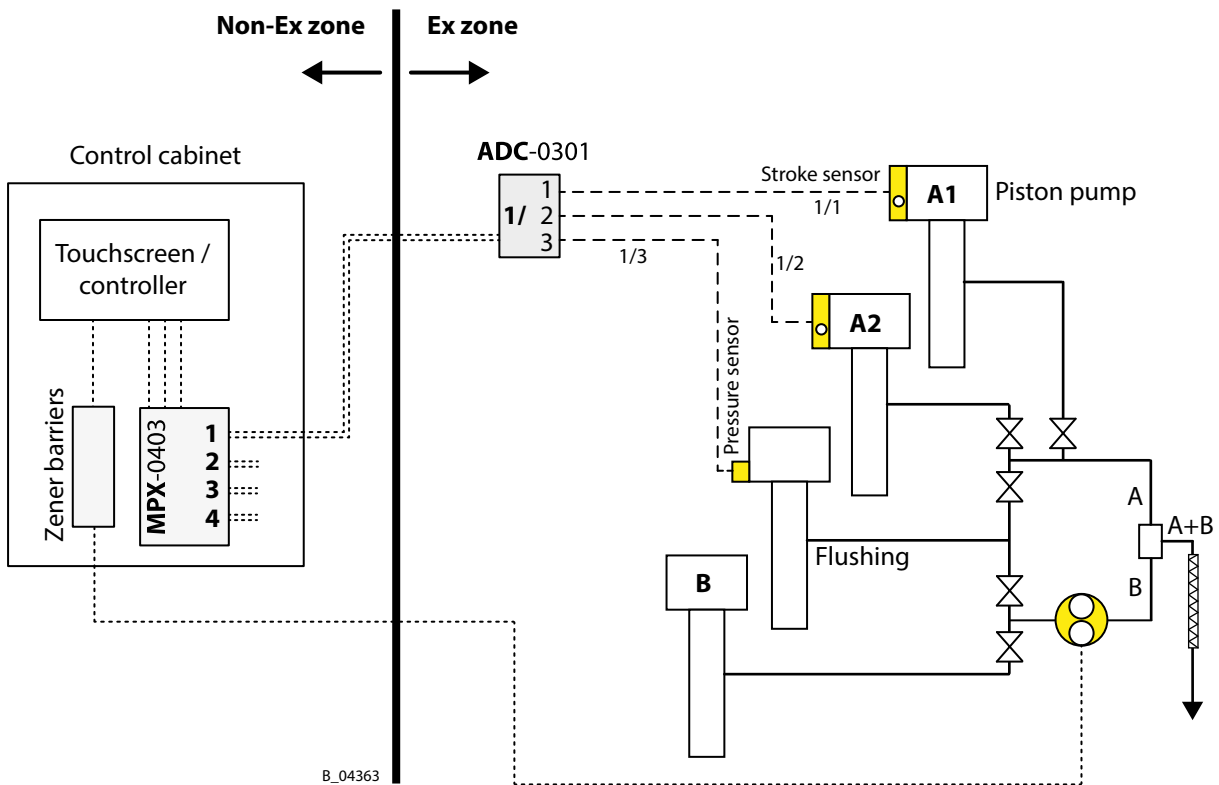 Non-Ex zone
Ex zone
Control cabinet
ADC-0301
1
1/ 2
3
Stroke sensor
1/1
A1
Piston pump
1/2
1/3
A2
Touchscreen /
controller
Pressure sensor
Zener barriers
MPX-0403
1
2
3
4
Flushing
B
A
A+B
B
B_04363